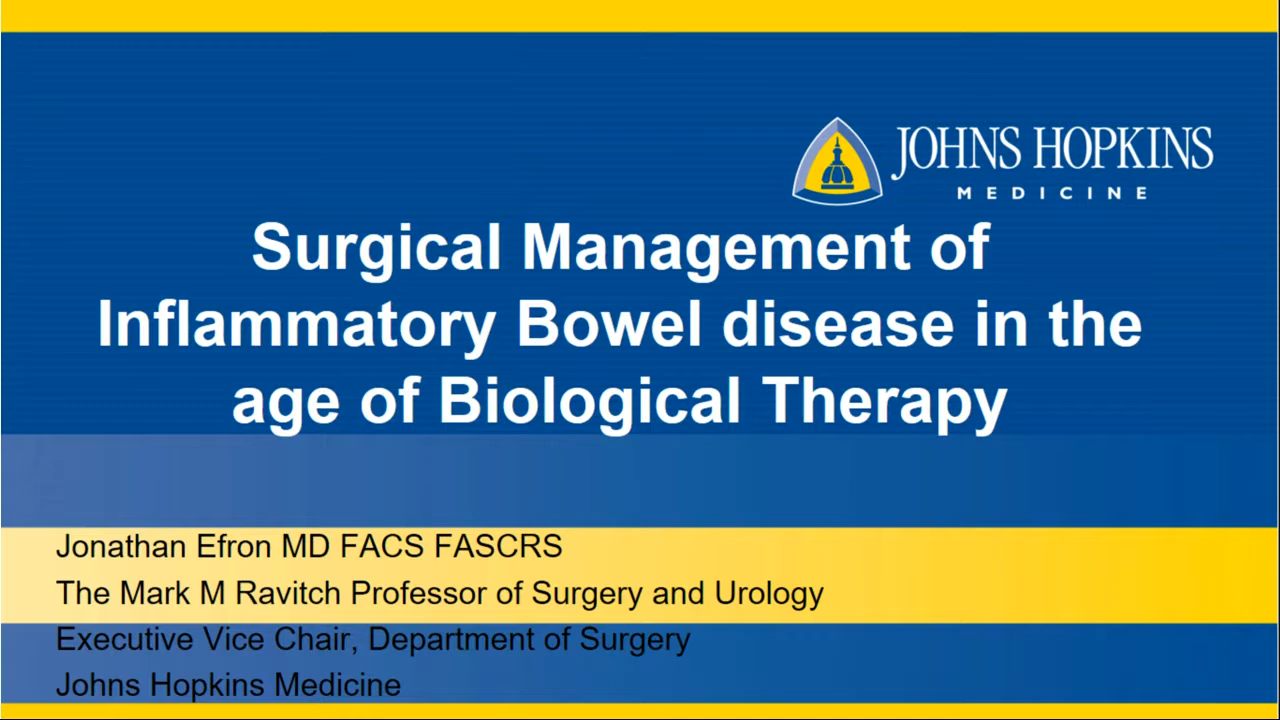 JOHNS HOPKINS
MEDICINE
Surgical Management of
Inflammatory Bowel disease in the
age of Biological Therapy
Jonathan Efron MD FACS FASCRS
The Mark M Ravitch Professor of Surgery and Urology
Executive Vice Chair, Department of Surgery
Johns Hopkins Medicine